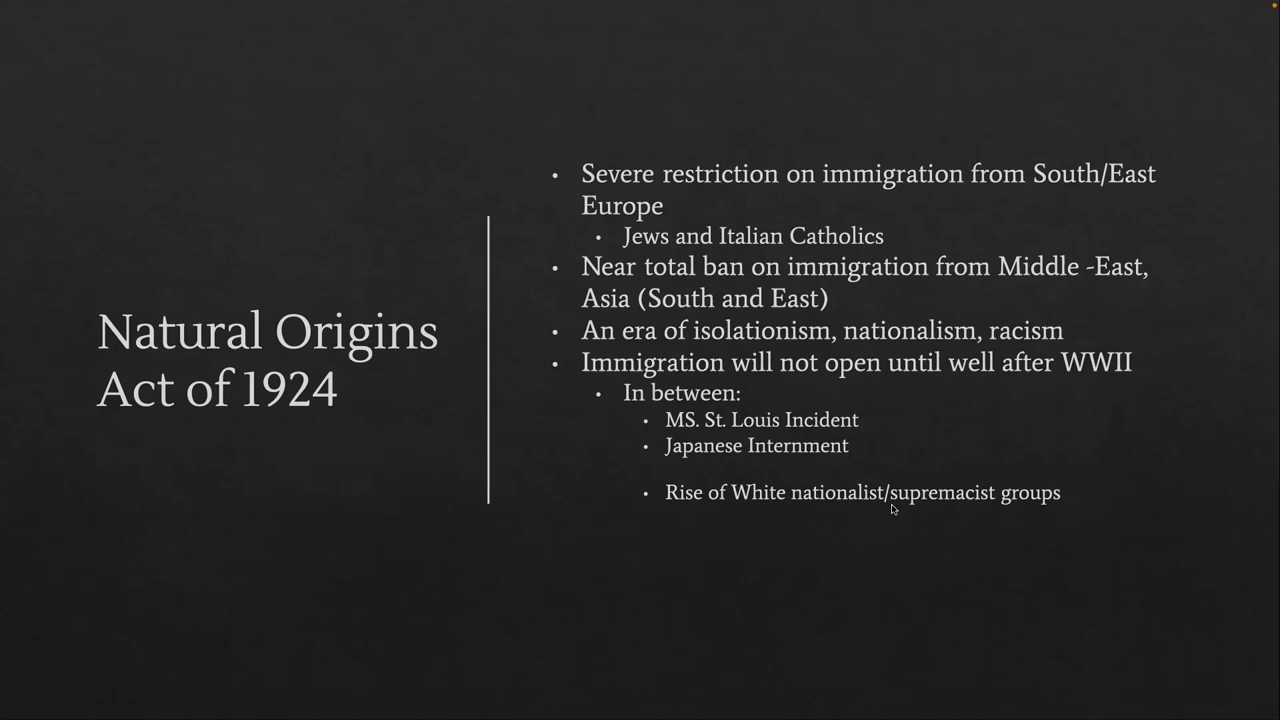 Natural Origins
Act of 1924
• Severe restriction on immigration from South/East
Europe
• Jews and Italian Catholics
• Near total ban on immigration from Middle -East,
Asia (South and East)
• An era of isolationism, nationalism, racism
• Immigration will not open until well after WWII
• In between:
• MS. St. Louis Incident
• Japanese Internment
• Rise of White nationalist/supremacist groups